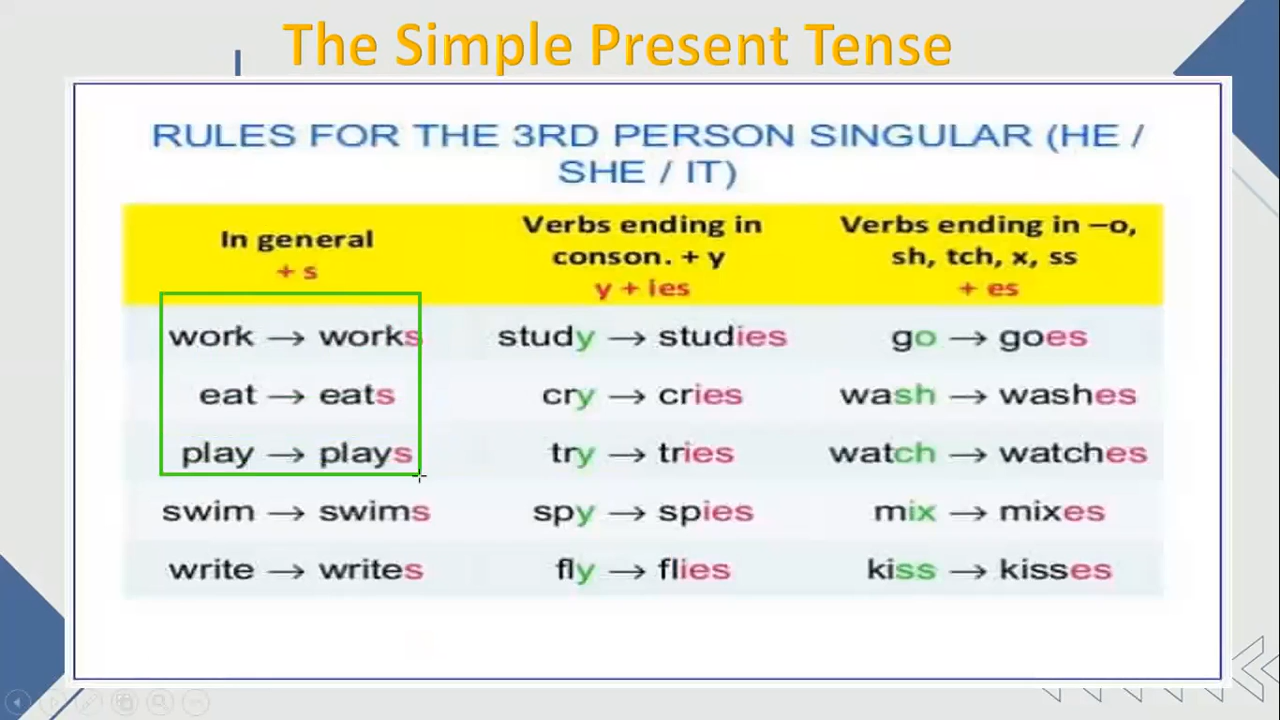 The Simple Present Tense
RULES FOR THE 3RD PERSON SINGULAR (HE /
SHE / IT)
In general
+ s
Verbs ending in
conson. + y
y + ies
Verbs ending in –o,
sh, tch, x, ss
+ es
work → works
study → studies
go → goes
eat → eats
cry → cries
wash → washes
play → plays
try → tries
watch → watches
swim → swims
spy → spies
mix → mixes
write → writes
fly → flies
kiss → kisses